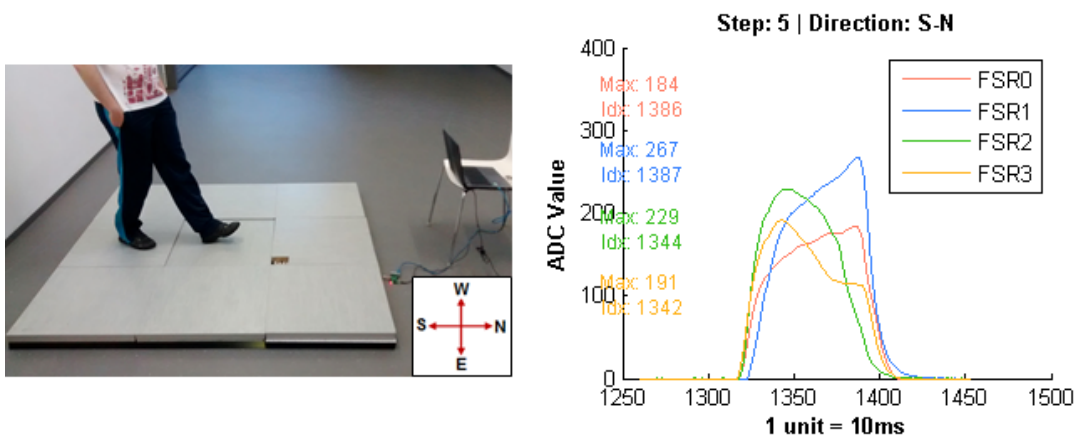 W
S N
E
Step: 5 | Direction: S-N
400
300
200
100
0
ADC Value
Max: 184
Idx: 1386
Max: 267
Idx: 1387
Max: 229
Idx: 1344
Max: 191
Idx: 1342
FSR0
FSR1
FSR2
FSR3
1250 1300 1350 1400 1450 1500
1 unit = 10ms